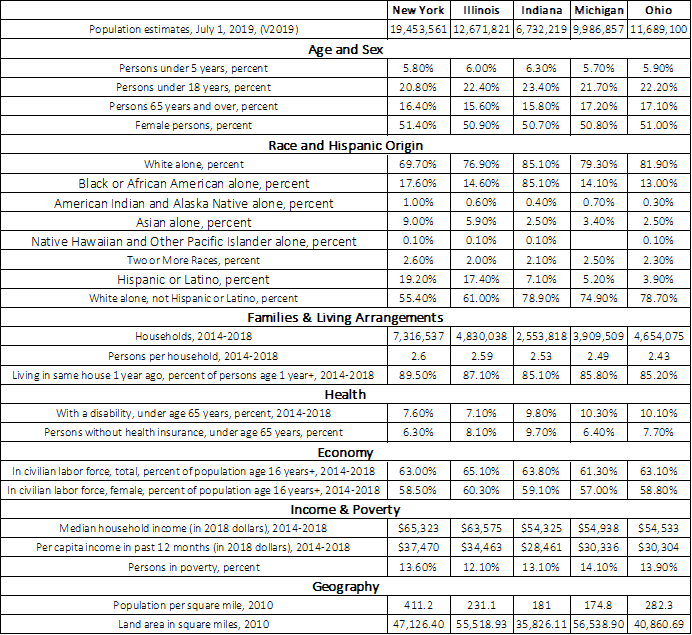 New York Illinois Indiana Michigan Ohio
Population estimates, July 1, 2019, (V2019) 19,453,561 12,671,821 6,732,219 9,986,857 11,689,100
Age and Sex
Persons under 5 years, percent 5.80% 6.00% 6.30% 5.70% 5.90%
Persons under 18 years, percent 20.80% 22.40% 23.40% 21.70% 22.20%
Persons 65 years and over, percent 16.40% 15.60% 15.80% 17.20% 17.10%
Female persons, percent 51.40% 50.90% 50.70% 50.80% 51.00%
Race and Hispanic Origin
White alone, percent 69.70% 76.90% 85.10% 79.30% 81.90%
Black or African American alone, percent 17.60% 14.60% 85.10% 14.10% 13.00%
American Indian and Alaska Native alone, percent 1.00% 0.60% 0.40% 0.70% 0.30%
Asian alone, percent 9.00% 5.90% 2.50% 3.40% 2.50%
Native Hawaiian and Other Pacific Islander alone, percent 0.10% 0.10% 0.10% 0.10%
Two or More Races, percent 2.60% 2.00% 2.10% 2.50% 2.30%
Hispanic or Latino, percent 19.20% 17.40% 7.10% 5.20% 3.90%
White alone, not Hispanic or Latino, percent 55.40% 61.00% 78.90% 74.90% 78.70%
Families & Living Arrangements
Households, 2014-2018 7,316,537 4,830,038 2,553,818 3,909,509 4,654,075
Persons per household, 2014-2018 2.6 2.59 2.53 2.49 2.43
Living in same house 1 year ago, percent of persons age 1 year+, 2014-2018 89.50% 87.10% 85.10% 85.80% 85.20%
Health
With a disability, under age 65 years, percent, 2014-2018 7.60% 7.10% 9.80% 10.30% 10.10%
Persons without health insurance, under age 65 years, percent 6.30% 8.10% 9.70% 6.40% 7.70%
Economy
In civilian labor force, total, percent of population age 16 years+, 2014-2018 63.00% 65.10% 63.80% 61.30% 63.10%
In civilian labor force, female, percent of population age 16 years+, 2014-2018 58.50% 60.30% 59.10% 57.00% 58.80%
Income & Poverty
Median household income (in 2018 dollars), 2014-2018 $65,323 $63,575 $54,325 $54,938 $54,533
Per capita income in past 12 months (in 2018 dollars), 2014-2018 $37,470 $34,463 $28,461 $30,336 $30,304
Persons in poverty, percent 13.60% 12.10% 13.10% 14.10% 13.90%
Geography
Population per square mile, 2010 411.2 231.1 181 174.8 282.3
Land area in square miles, 2010 47,126.40 55,518.93 35,826.11 56,538.90 40,860.69